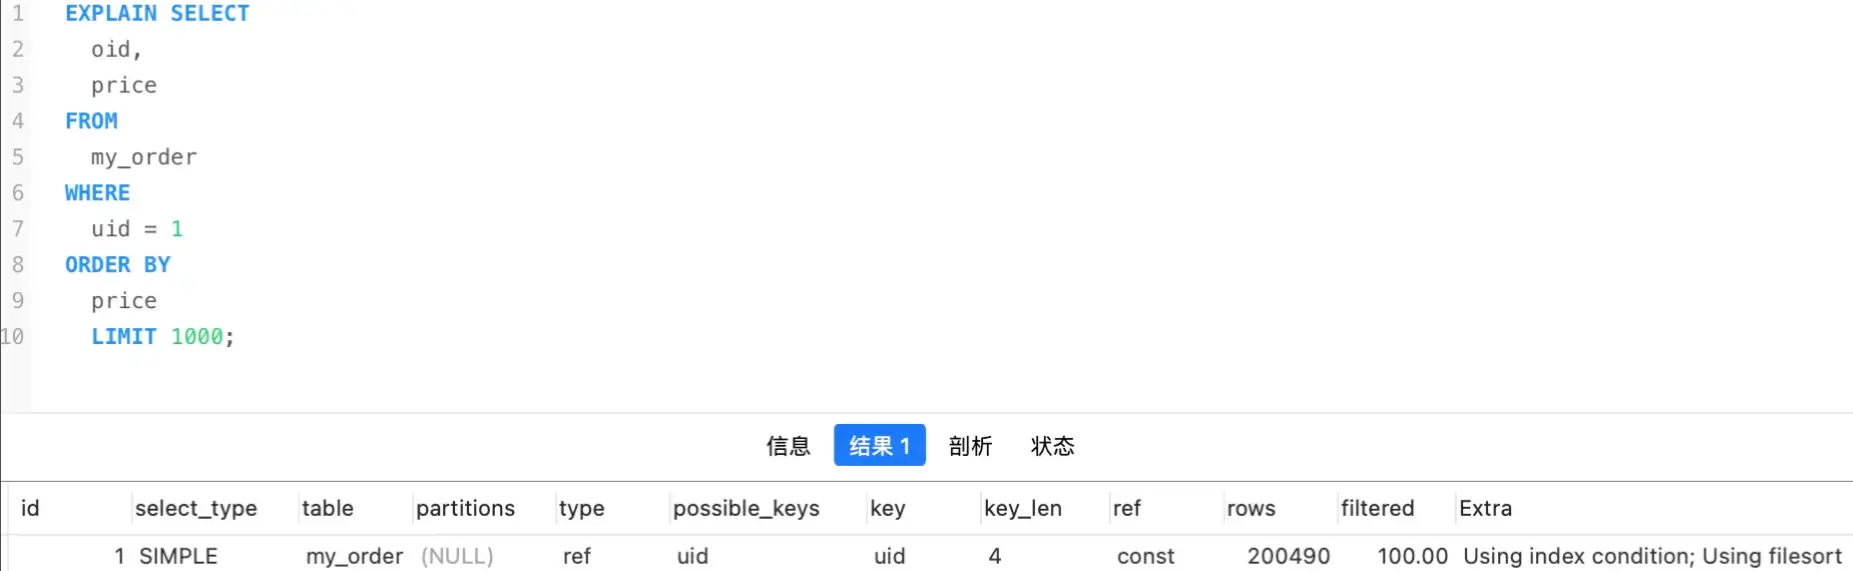 1 EXPLAIN SELECT
2 oid,
3 price
4 FROM
5 my_order
6 WHERE
7 uid = 1
8 ORDER BY
9 price
10 LIMIT 1000;
信息 结果 1 剖析 状态
id select_type table partitions type possible_keys key key_len ref rows filtered Extra
1 SIMPLE my_order (NULL) ref uid uid 4 const 200490 100.00 Using index condition; Using filesort